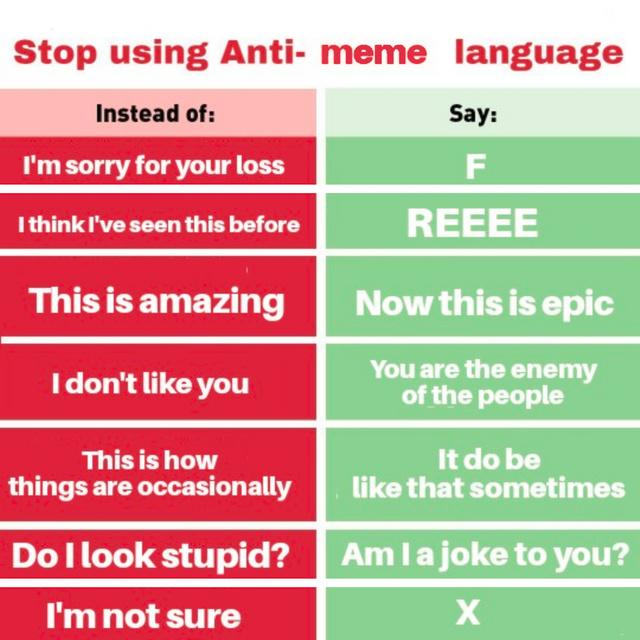 Stop using Anti- meme language
Instead of: Say:
I'm sorry for your loss F
I think I've seen this before REEEE
This is amazing Now this is epic
I don't like you You are the enemy
of the people
This is how It do be
things are occasionally like that sometimes
Do I look stupid? Am I a joke to you?
I'm not sure X